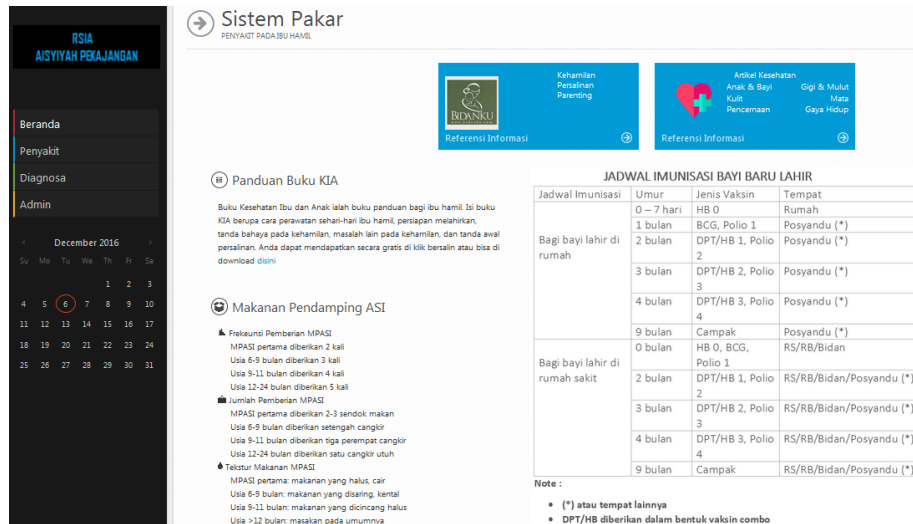 RSIA
AISYIYAH PEKAJANGAN
Beranda
Penyakit
Diagnosa
Admin
December 2016
Su Mo Tu We Th Fr Sa
1 2 3
4 5 6 7 8 9 10
11 12 13 14 15 16 17
18 19 20 21 22 23 24
25 26 27 28 29 30 31
Sistem Pakar
PENYAKIT PADA IBU HAMIL
BIDANKU
Kehamilan
Persalinan
Parenting
Referensi Informasi
Artikel Kesehatan
Anak & Bayi Gigi & Mulut
Kulit Mata
Pencernaan Gaya Hidup
Referensi Informasi
Panduan Buku KIA
Buku Kesehatan Ibu dan Anak ialah buku panduan bagi ibu hamil. Isi buku
KIA berupa cara perawatan sehari-hari ibu hamil, persiapan melahirkan,
tanda bahaya pada kehamilan, masalah lain pada kehamilan, dan tanda awal
persalinan. Anda dapat mendapatkan secara gratis di klik bersalin atau bisa di
download disini
Makanan Pendamping ASI
Frekeunsi Pemberian MPASI
MPASI pertama diberikan 2 kali
Usia 6-9 bulan diberikan 3 kali
Usia 9-11 bulan diberikan 4 kali
Usia 12-24 bulan diberikan 5 kali
Jumlah Pemberian MPASI
MPASI pertama diberikan 2-3 sendok makan
Usia 6-9 bulan diberikan setengah cangkir
Usia 9-11 bulan diberikan tiga perempat cangkir
Usia 12-24 bulan diberikan satu cangkir utuh
Tekstur Makanan MPASI
MPASI pertama: makanan yang halus, cair
Usia 6-9 bulan: makanan yang disaring, kental
Usia 9-11 bulan: makanan yang dicincang halus
Usia >12 bulan: masakan pada umumnya
JADWAL IMUNISASI BAYI BARU LAHIR
Jadwal Imunisasi Umur Jenis Vaksin Tempat
0 – 7 hari HB 0 Rumah
1 bulan BCG, Polio 1 Posyandu (*)
Bagi bayi lahir di 2 bulan DPT/HB 1, Polio Posyandu (*)
rumah 2
3 bulan DPT/HB 2, Polio Posyandu (*)
3
4 bulan DPT/HB 3, Polio Posyandu (*)
4
9 bulan Campak Posyandu (*)
0 bulan HB 0, BCG, RS/RB/Bidan
Bagi bayi lahir di Polio 1
rumah sakit 2 bulan DPT/HB 1, Polio RS/RB/Bidan/Posyandu (*)
2
3 bulan DPT/HB 2, Polio RS/RB/Bidan/Posyandu (*)
3
4 bulan DPT/HB 3, Polio RS/RB/Bidan/Posyandu (*)
4
9 bulan Campak RS/RB/Bidan/Posyandu (*)
Note :
• (*) atau tempat lainnya
• DPT/HB diberikan dalam bentuk vaksin combo